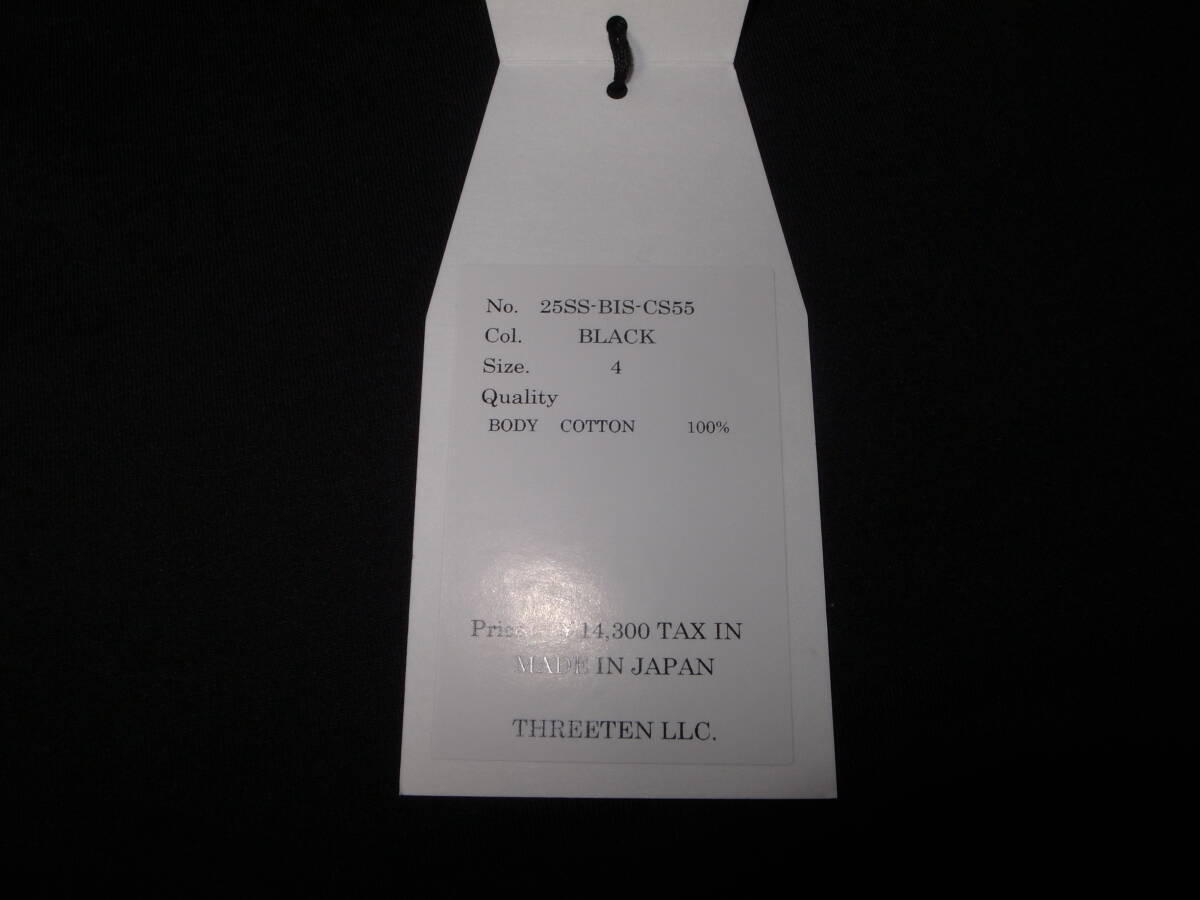 No. 25SS-BIS-CS55
Col. BLACK
Size. 4
Quality
BODY COTTON 100%
Price 14,300 TAX IN
MADE IN JAPAN
THREETEN LLC.